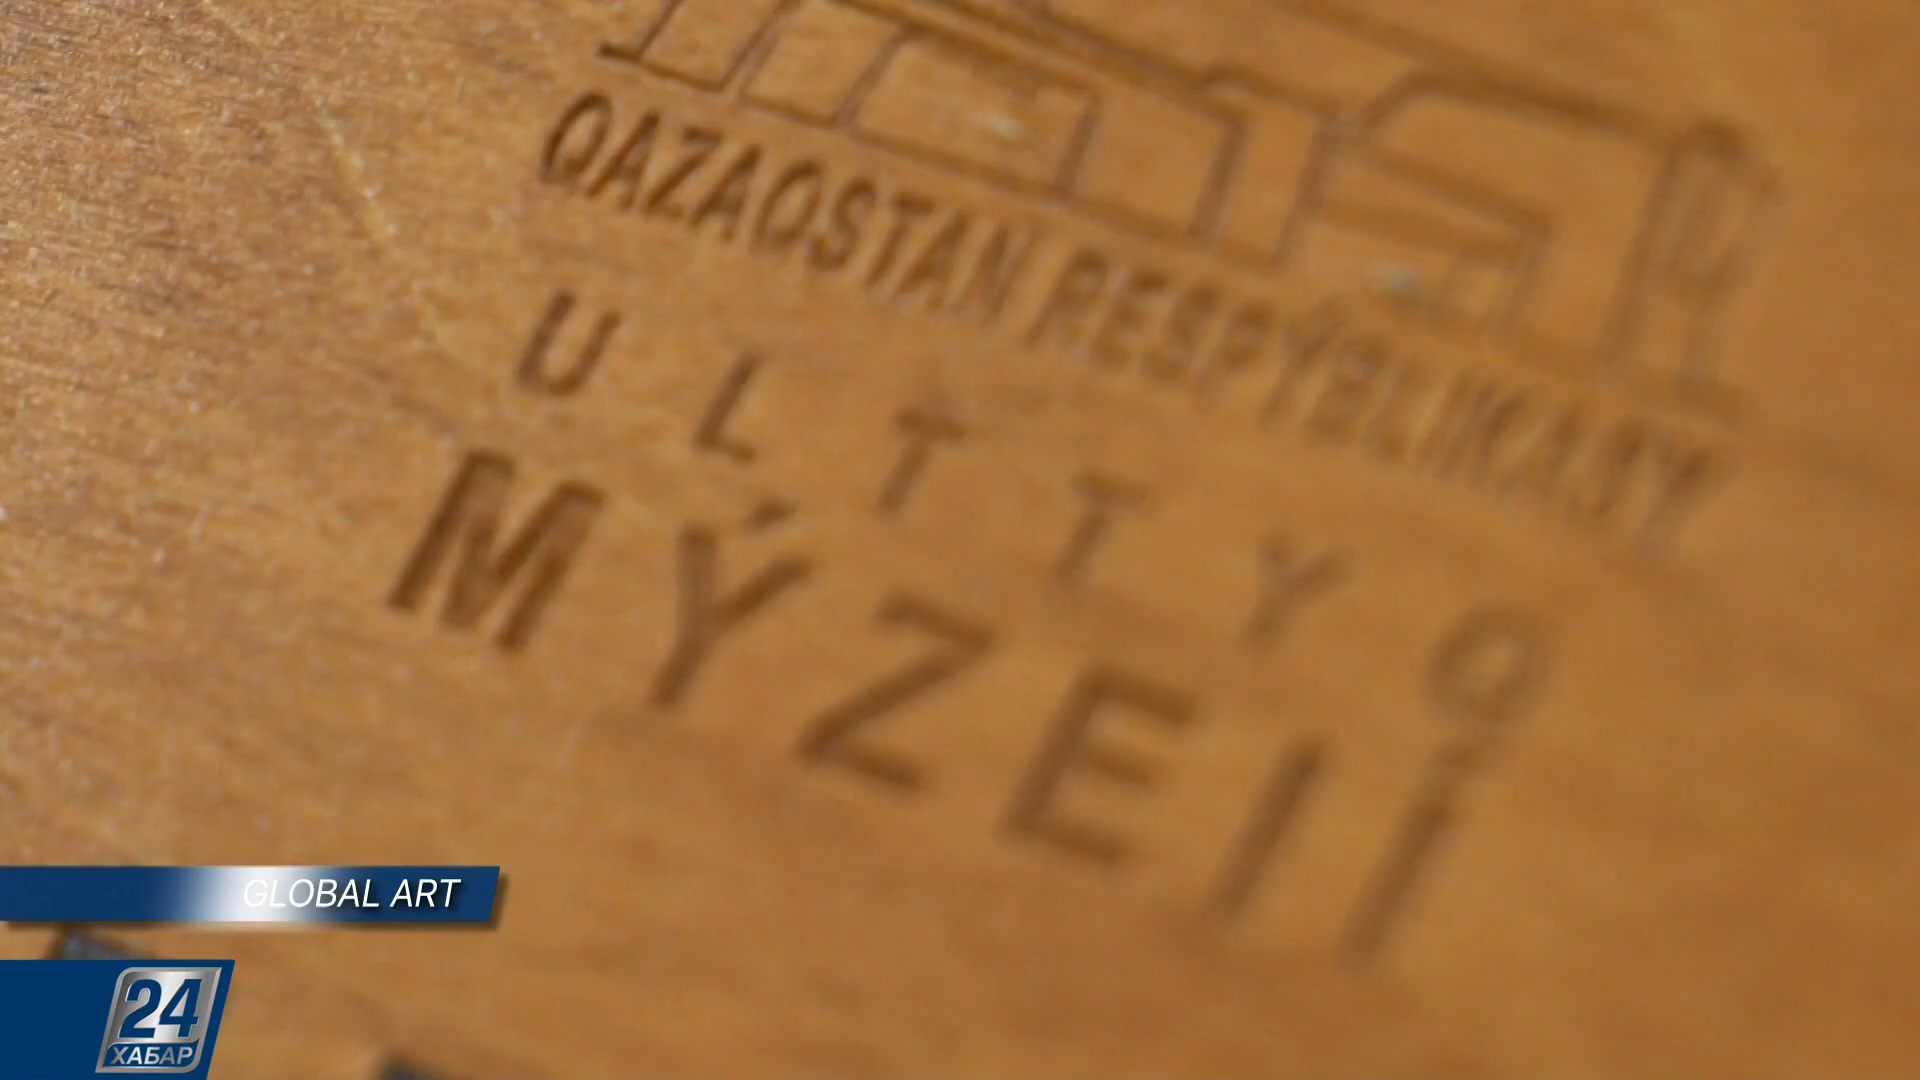 QAZAQSTAN RESPÝBLIKASY
ULTTYQ
MÝZEII
GLOBAL ART
24
ХАБАР